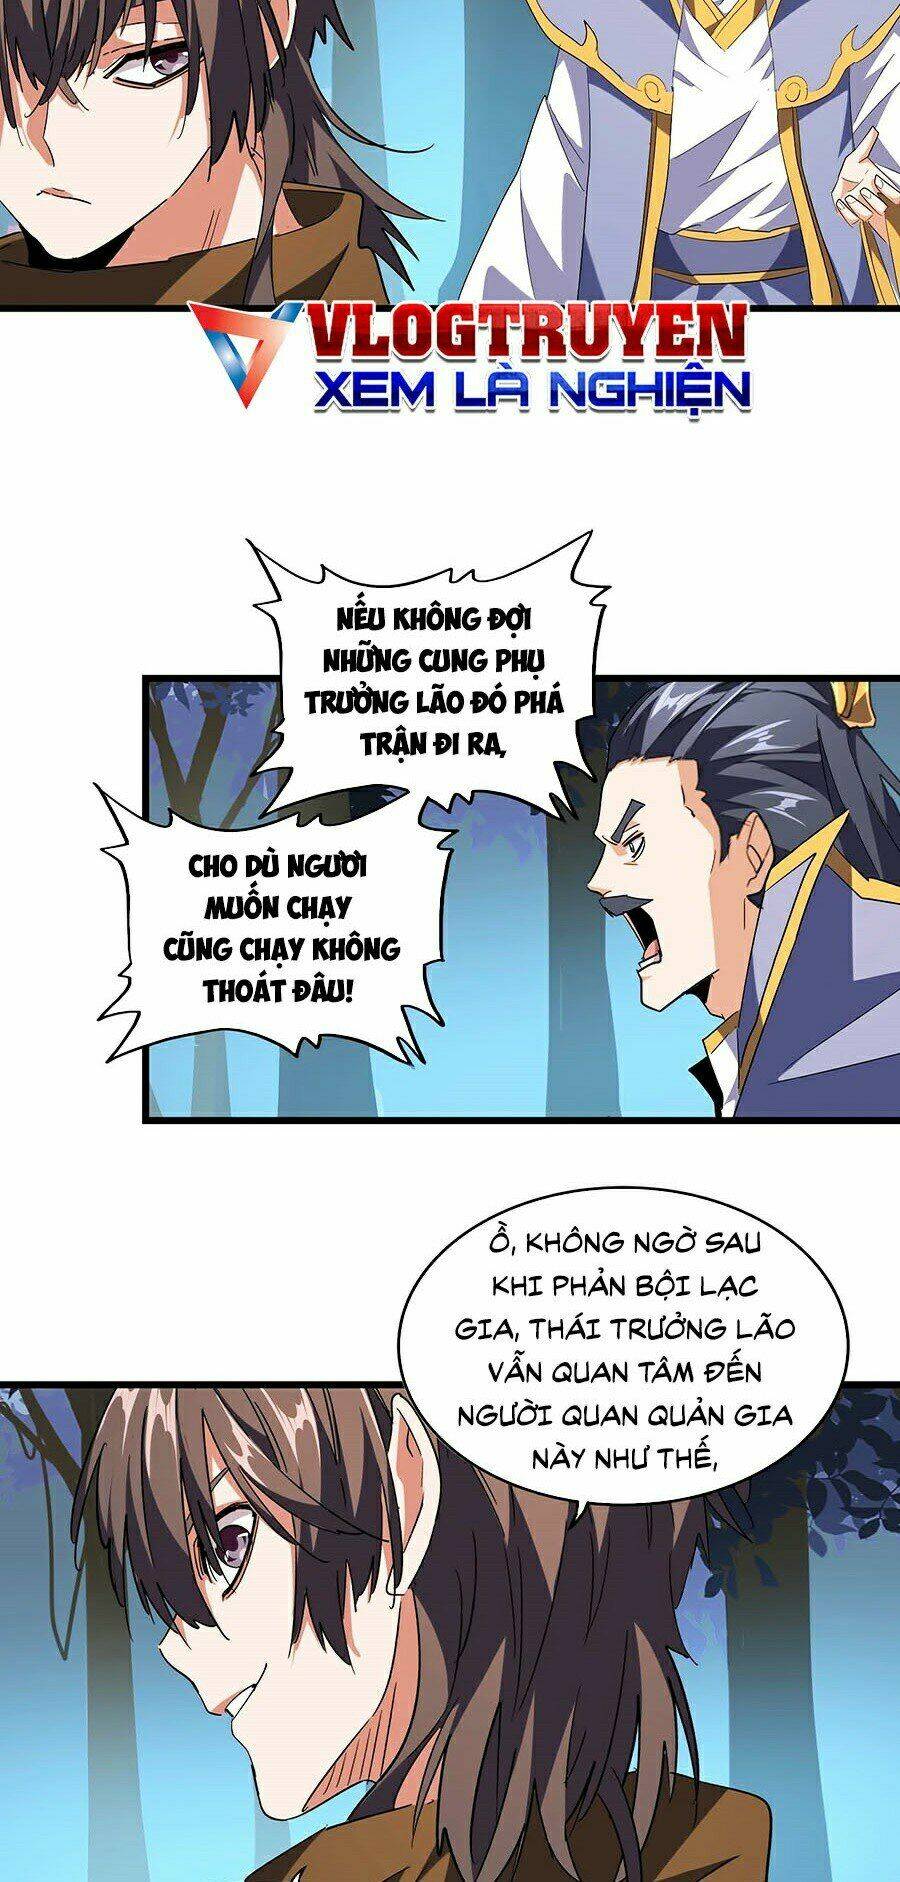 VLOGTRUYEN
XEM LÀ NGHIỆN
NẾU KHÔNG ĐỢI
NHỮNG CUNG PHỤ
TRƯỞNG LÃO ĐÓ PHÁ
TRẬN ĐI RA,
CHO DÙ NGƯƠI
MUỐN CHẠY
CŨNG CHẠY KHÔNG
THOÁT ĐÂU!
Ồ, KHÔNG NGỜ SAU
KHI PHẢN BỘI LẠC
GIA, THÁI TRƯỞNG LÃO
VẪN QUAN TÂM ĐẾN
NGƯỜI QUAN QUẢN GIA
NÀY NHƯ THẾ,